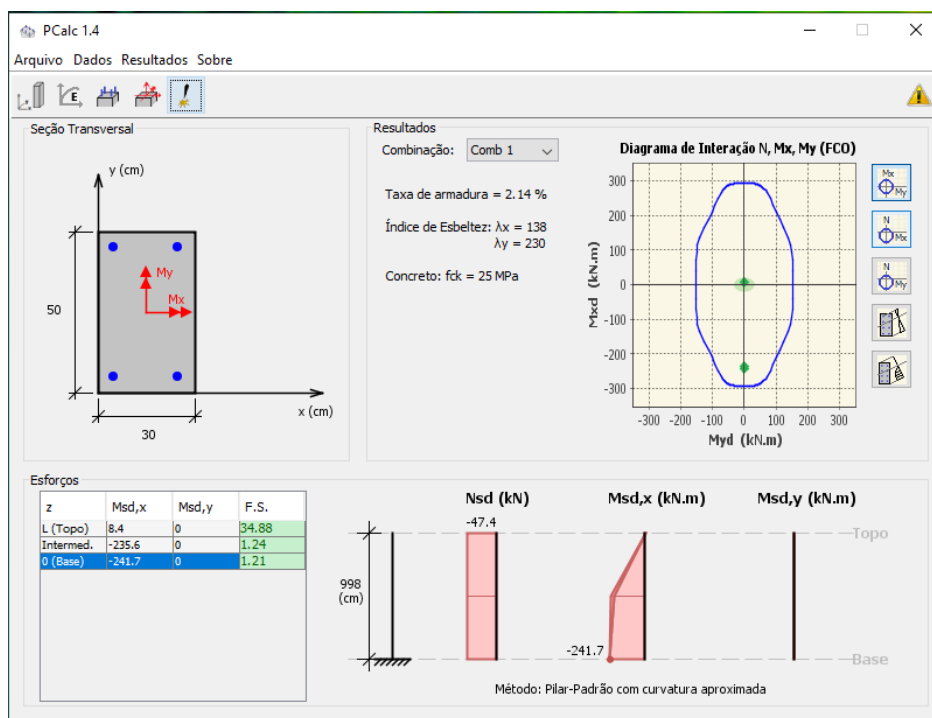 PCalc 1.4
Arquivo Dados Resultados Sobre
E
Seção Transversal
y (cm)
50
My
Mx
x (cm)
30
Resultados
Combinação: Comb 1
Taxa de armadura = 2.14 %
Índice de Esbeltez: λx = 138
λy = 230
Concreto: fck = 25 MPa
Diagrama de Interação N, Mx, My (FCO)
Mxd (kN.m)
300
200
100
0
-100
-200
-300
-300 -200 -100 0 100 200 300
Myd (kN.m)
Mx
My
N
Mx
N
My
Esforços
z Msd,x Msd,y F.S.
L (Topo) 8.4 0 34.88
Intermed. -235.6 0 1.24
0 (Base) -241.7 0 1.21
Nsd (kN) Msd,x (kN.m) Msd,y (kN.m)
-47.4
Topo
998
(cm)
-241.7
Base
Método: Pilar-Padrão com curvatura aproximada